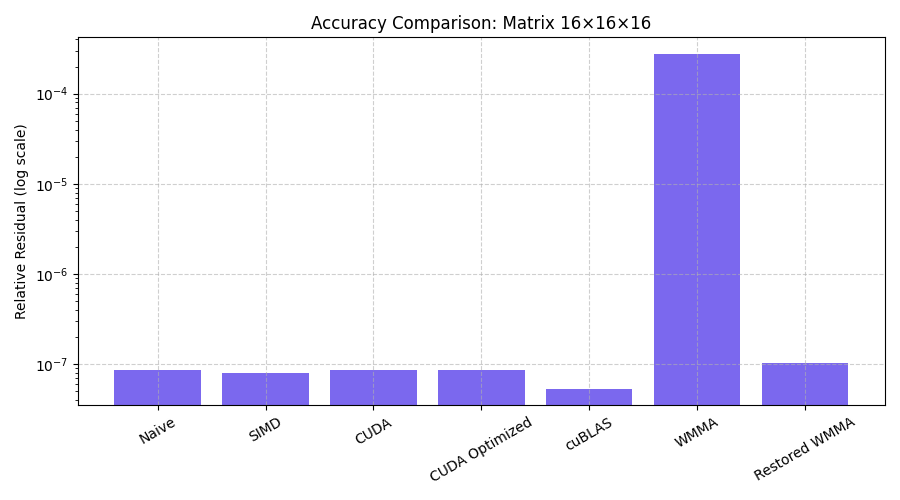 Accuracy Comparison: Matrix 16×16×16
Relative Residual (log scale)
10⁻⁴
10⁻⁵
10⁻⁶
10⁻⁷
Naive
SIMD
CUDA
CUDA Optimized
cuBLAS
WMMA
Restored WMMA